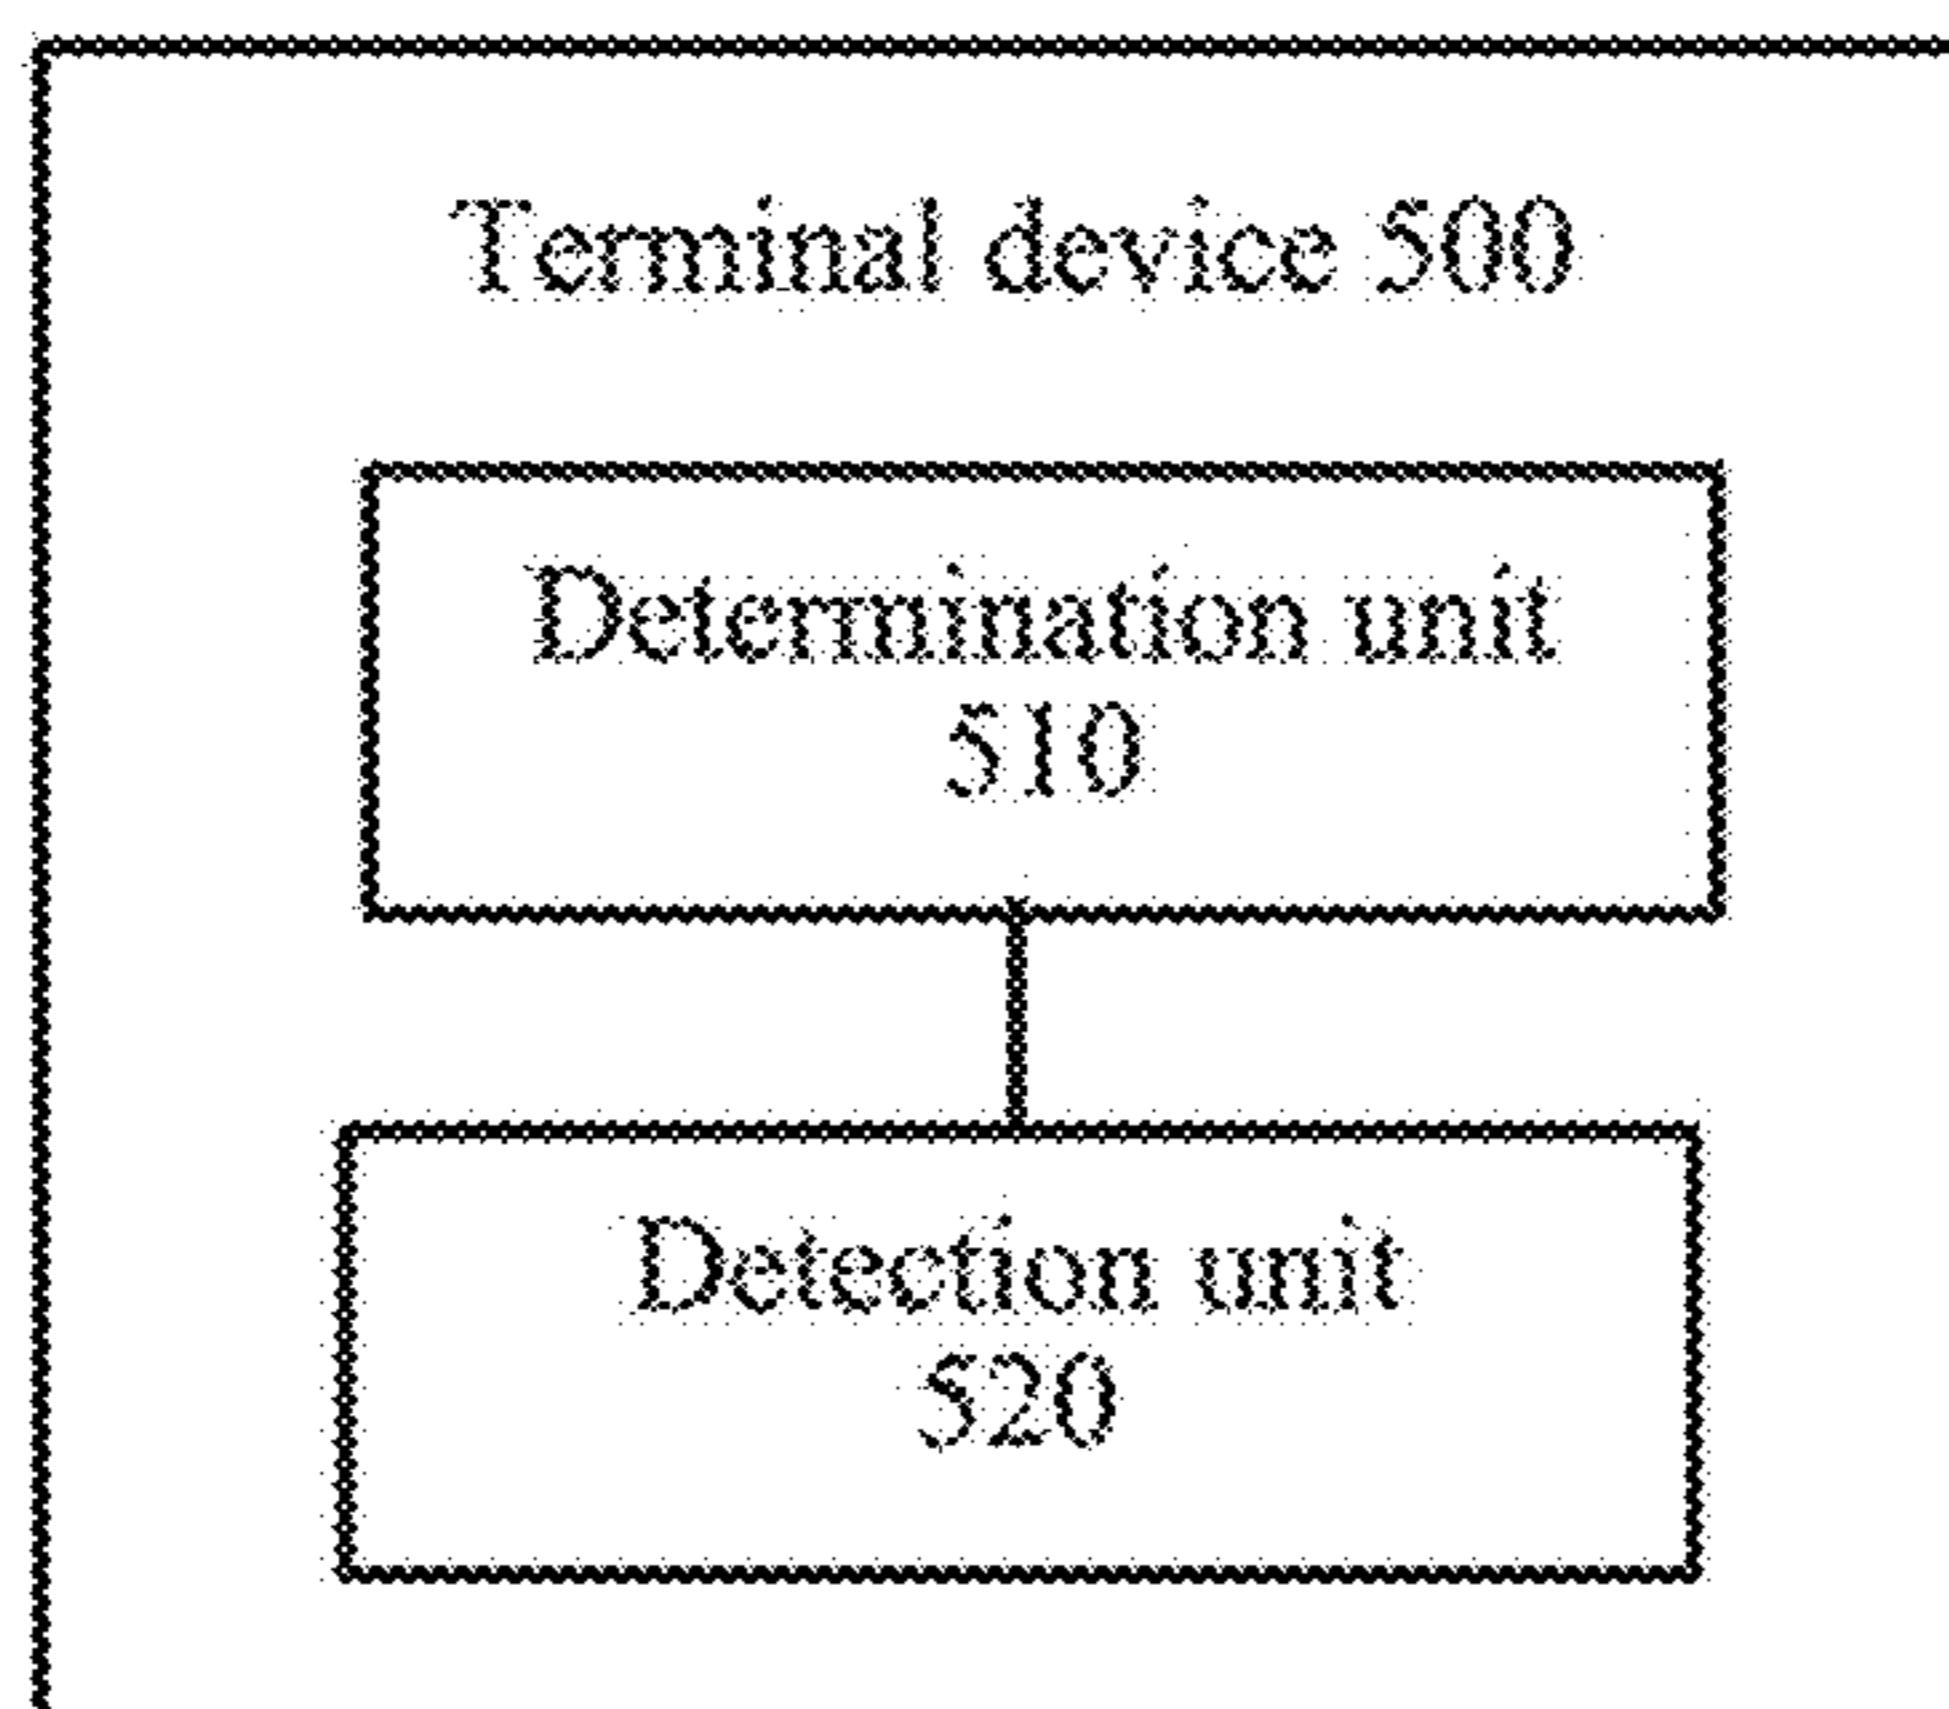 Terminal device 500
Determination unit
510
Detection unit
520